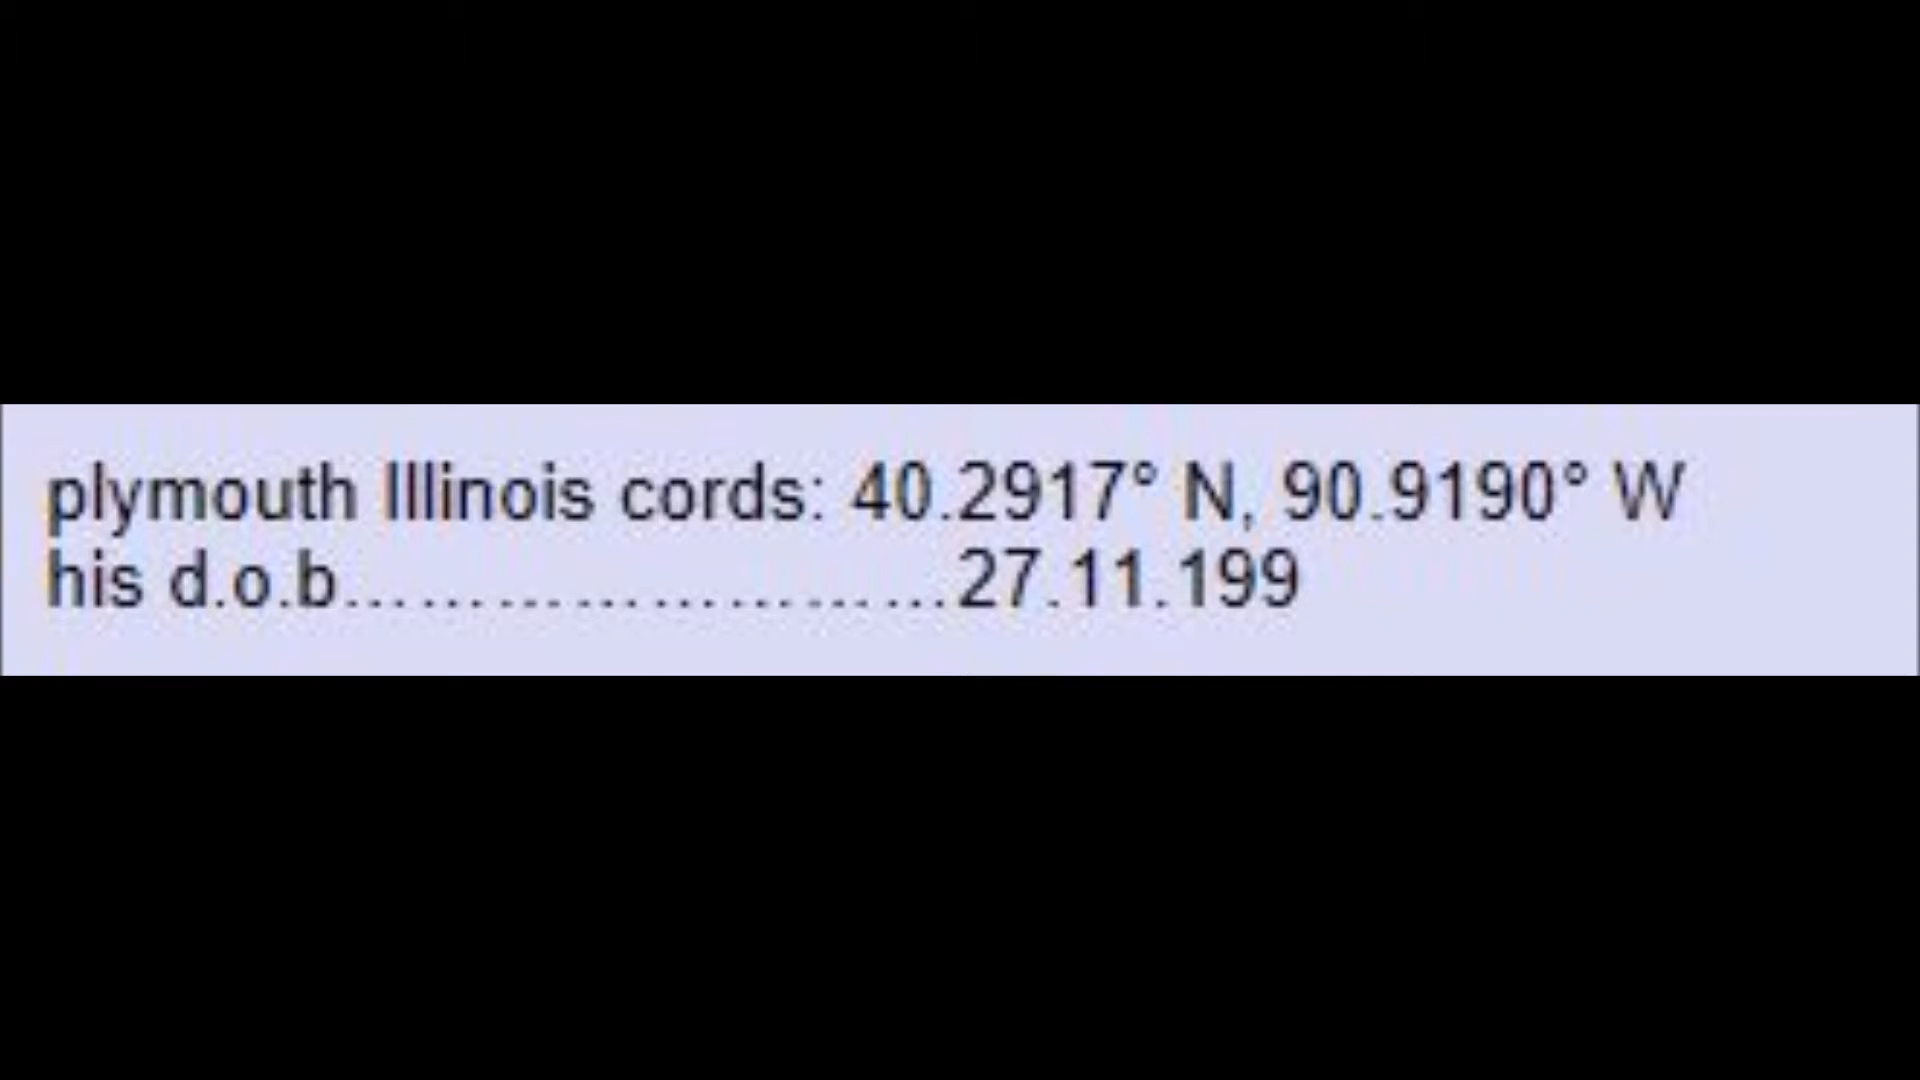 plymouth Illinois cords: 40.2917° N, 90.9190° W
his d.o.b........................27.11.199